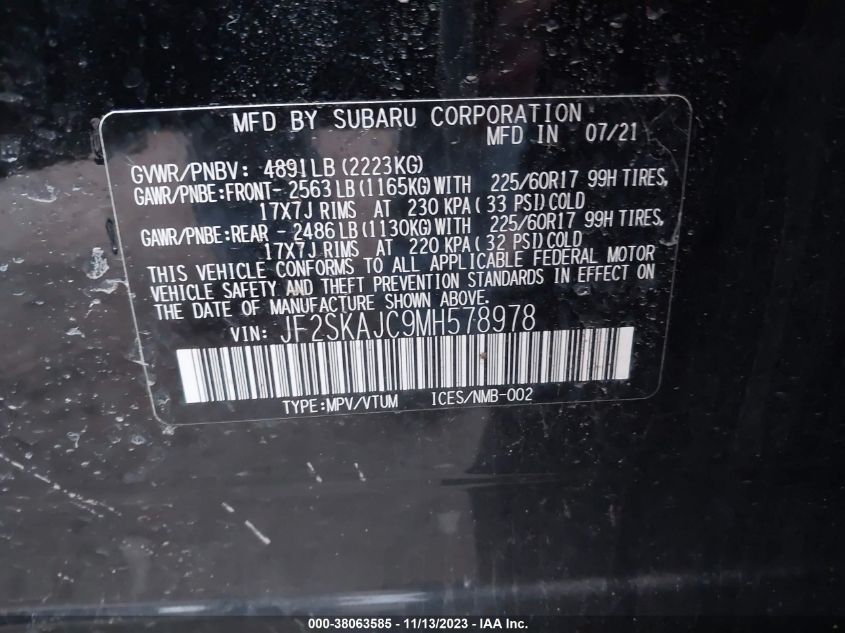 MFD BY SUBARU CORPORATION
MFD IN 07/21
GVWR/PNBV: 4891LB(2223KG)
GAWR/PNBE:FRONT- 2563LB(1165KG)WITH 225/60R17 99H TIRES,
17X7J RIMS AT 230 KPA( 33 PSI)COLD
GAWR/PNBE:REAR - 2486LB(1130KG)WITH 225/60R17 99H TIRES,
17X7J RIMS AT 220 KPA( 32 PSI)COLD
THIS VEHICLE CONFORMS TO ALL APPLICABLE FEDERAL MOTOR
VEHICLE SAFETY AND THEFT PREVENTION STANDARDS IN EFFECT ON
THE DATE OF MANUFACTURE SHOWN ABOVE.
VIN: JF2SKAJC9MH578978
TYPE:MPV/VTUM ICES/NMB-002
000-38063585 - 11/13/2023 - IAA Inc.